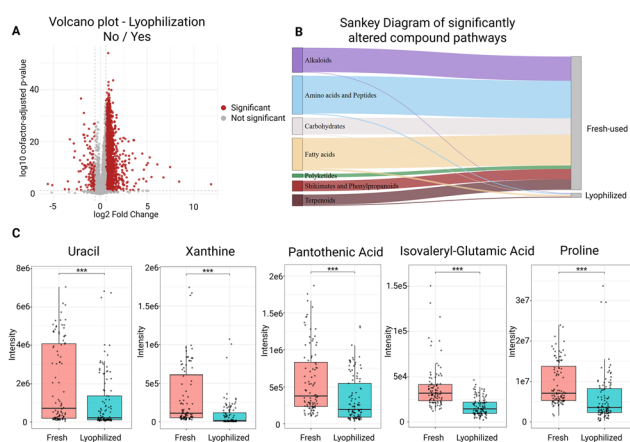 A
Volcano plot - Lyophilization
No / Yes
log10 cofactor-adjusted p.value
40
20
0
-5
0
5
10
log2 Fold Change
Significant
Not significant
B
Sankey Diagram of significantly
altered compound pathways
Alkaloids
Amino acids and Peptides
Carbohydrates
Fatty acids
Polyketides
Shikimates and Phenylpropanoids
Terpenoids
Fresh-used
Lyophilized
C
Uracil
Intensity
8e6
6e6
4e6
2e6
0
***
Fresh
Lyophilized
Xanthine
Intensity
2e6
1.5e6
1e6
5e5
0
***
Fresh
Lyophilized
Pantothenic Acid
Intensity
2e6
1.5e6
1e6
5e5
0
***
Fresh
Lyophilized
Isovaleryl-Glutamic Acid
Intensity
1.5e5
1e5
5e4
0
***
Fresh
Lyophilized
Proline
Intensity
3e7
2e7
1e7
0
***
Fresh
Lyophilized